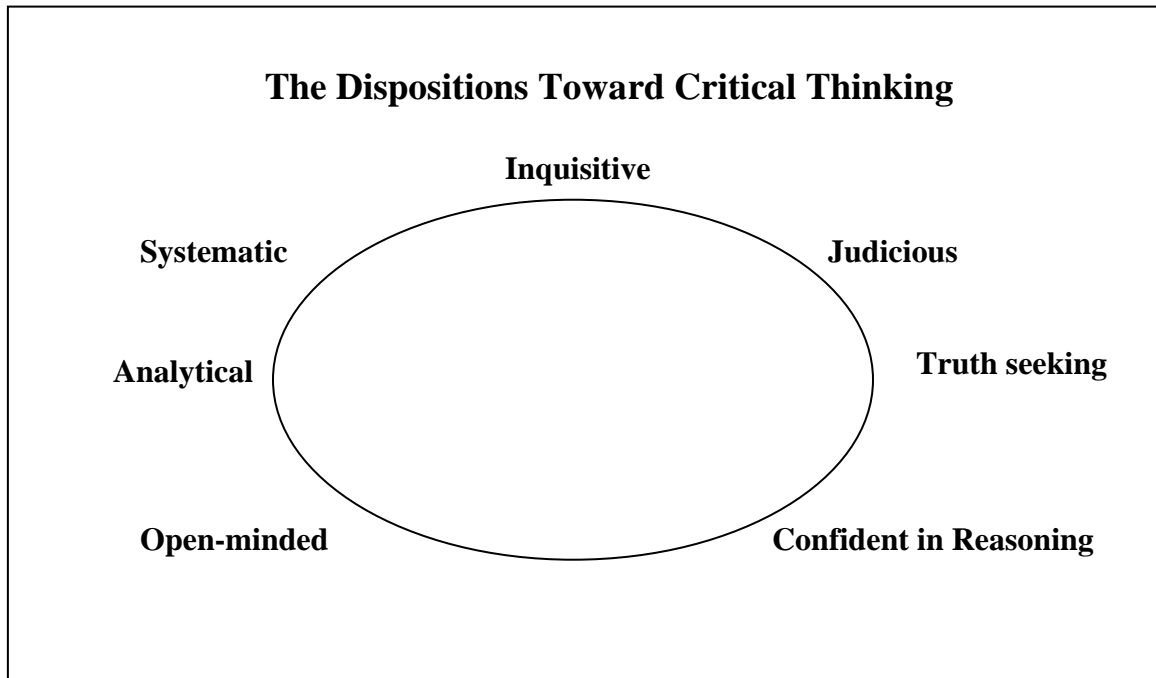 The Dispositions Toward Critical Thinking
Inquisitive
Systematic
Judicious
Analytical
Truth seeking
Open-minded
Confident in Reasoning